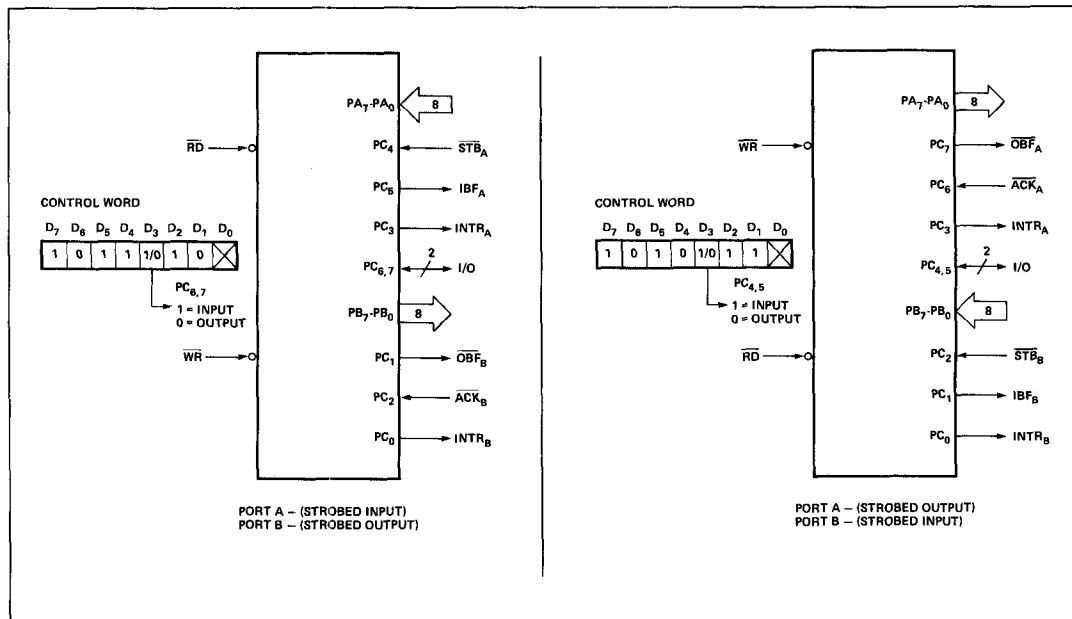 PA7-PA0
8
RD
PC4
STBA
PC5
IBFA
CONTROL WORD
D7 D6 D5 D4 D3 D2 D1 D0
1 0 1 1 1/0 1 0 X
PC3
INTRA
PC6,7
2
I/O
PC6,7
1 = INPUT
0 = OUTPUT
PB7-PB0
8
WR
PC1
OBFB
PC2
ACKB
PC0
INTRB
PORT A – (STROBED INPUT)
PORT B – (STROBED OUTPUT)
PA7-PA0
8
WR
PC7
OBFA
PC6
ACKA
CONTROL WORD
D7 D6 D5 D4 D3 D2 D1 D0
1 0 1 0 1/0 1 1 X
PC3
INTRA
PC4,5
2
I/O
PC4,5
1 = INPUT
0 = OUTPUT
PB7-PB0
8
RD
PC2
STBB
PC1
IBFB
PC0
INTRB
PORT A – (STROBED OUTPUT)
PORT B – (STROBED INPUT)